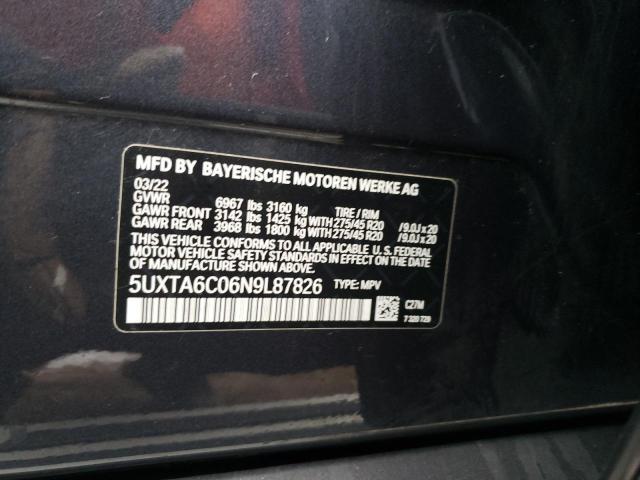 MFD BY BAYERISCHE MOTOREN WERKE AG
03/22
GVWR 6967 lbs 3160 kg TIRE / RIM
GAWR FRONT 3142 lbs 1425 kg WITH 275/45 R20 /9.0J x 20
GAWR REAR 3968 lbs 1800 kg WITH 275/45 R20 /9.0J x 20
THIS VEHICLE CONFORMS TO ALL APPLICABLE U. S. FEDERAL
MOTOR VEHICLE SAFETY STANDARDS IN EFFECT ON THE
DATE OF MANUFACTURE SHOWN ABOVE.
5UXTA6C06N9L87826 TYPE: MPV
C27M
7 320 729